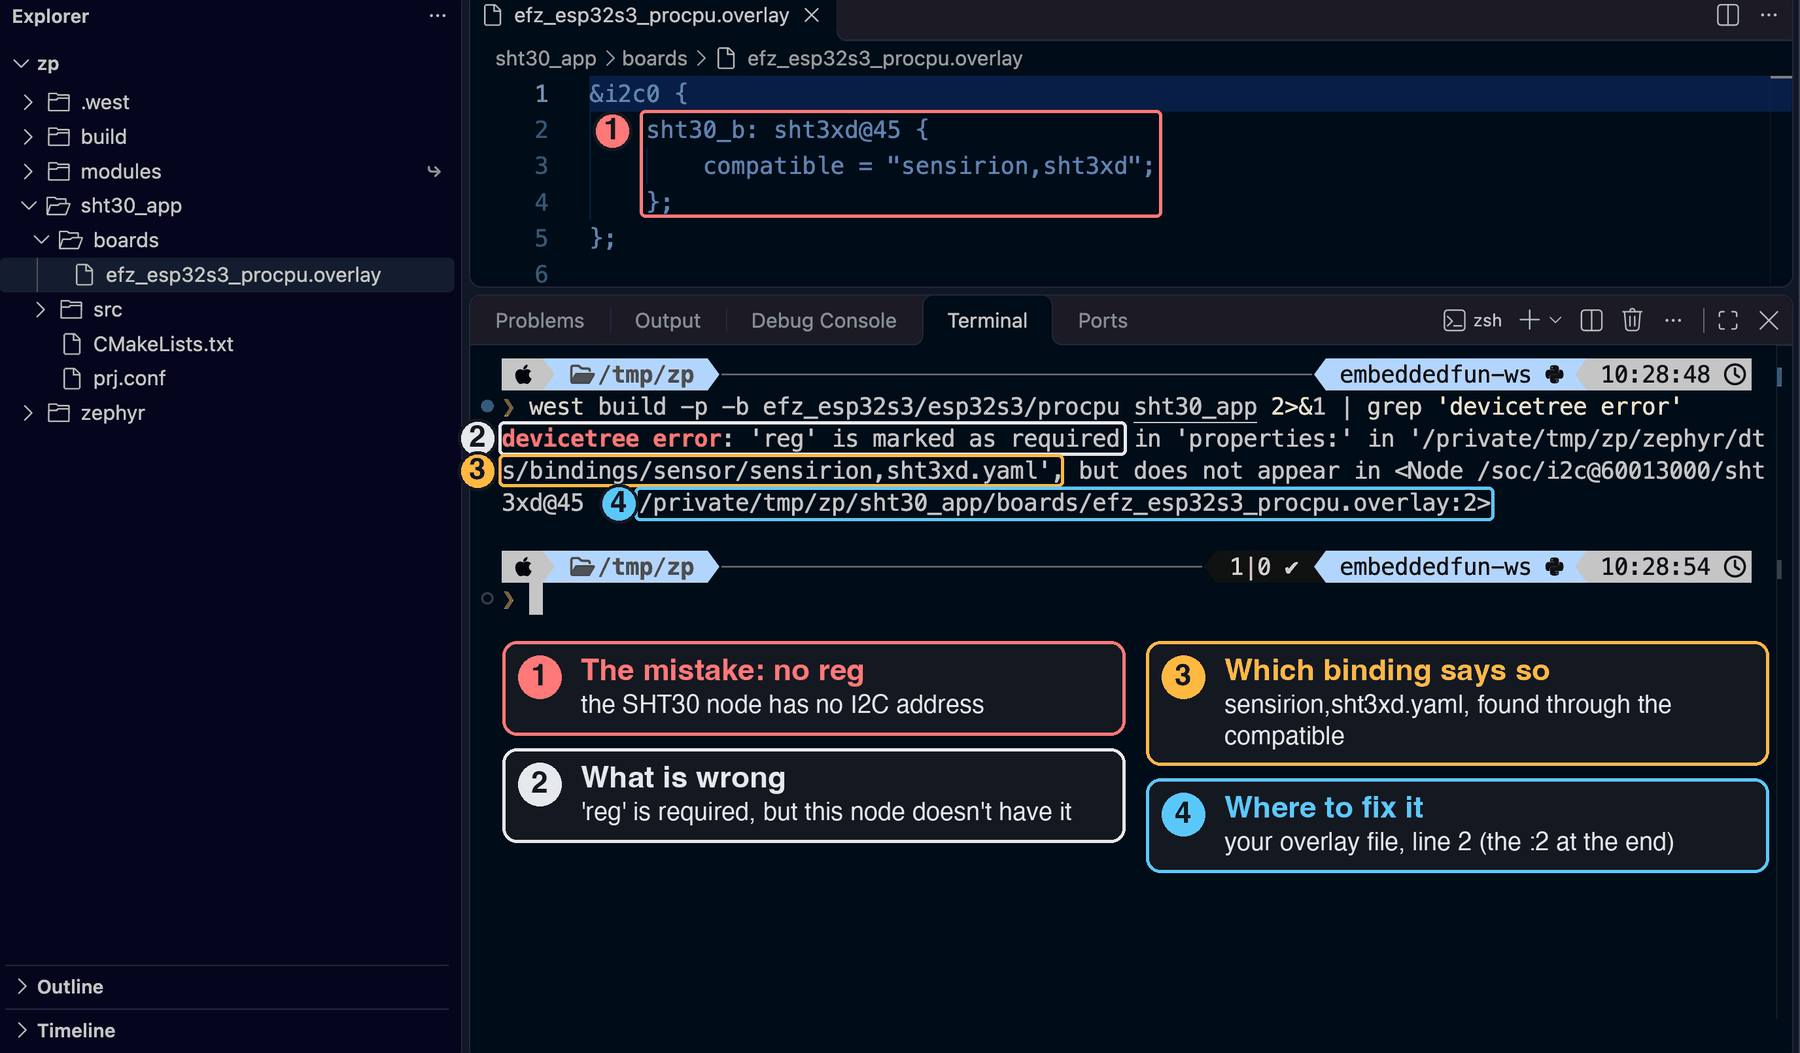 Explorer
zp
.west
build
modules
sht30_app
boards
efz_esp32s3_procpu.overlay
src
CMakeLists.txt
prj.conf
zephyr
Outline
Timeline
efz_esp32s3_procpu.overlay
sht30_app > boards > efz_esp32s3_procpu.overlay
1 &i2c0 {
1
2 sht30_b: sht3xd@45 {
3 compatible = "sensirion,sht3xd";
4 };
5 };
6
Problems Output Debug Console Terminal Ports zsh
/tmp/zp embeddedfun-ws 10:28:48
❯ west build -p -b efz_esp32s3/esp32s3/procpu sht30_app 2>&1 | grep 'devicetree error'
2 devicetree error: 'reg' is marked as required in 'properties:' in '/private/tmp/zp/zephyr/dt
3 s/bindings/sensor/sensirion,sht3xd.yaml', but does not appear in <Node /soc/i2c@60013000/sht
3xd@45 4 /private/tmp/zp/sht30_app/boards/efz_esp32s3_procpu.overlay:2>
/tmp/zp 1|0 ✔ embeddedfun-ws 10:28:54
❯
1 The mistake: no reg
the SHT30 node has no I2C address
2 What is wrong
'reg' is required, but this node doesn't have it
3 Which binding says so
sensirion,sht3xd.yaml, found through the
compatible
4 Where to fix it
your overlay file, line 2 (the :2 at the end)